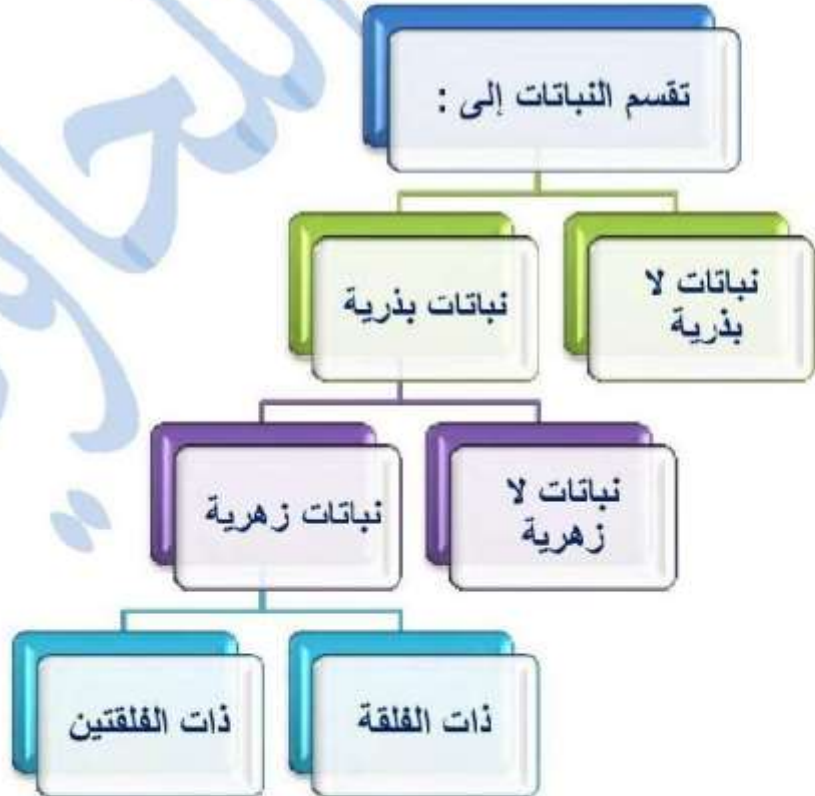 تقسم النباتات إلى :
نباتات لا
بذرية
نباتات بذرية
نباتات لا
زهرية
نباتات زهرية
ذات الفلقة
ذات الفلقتين